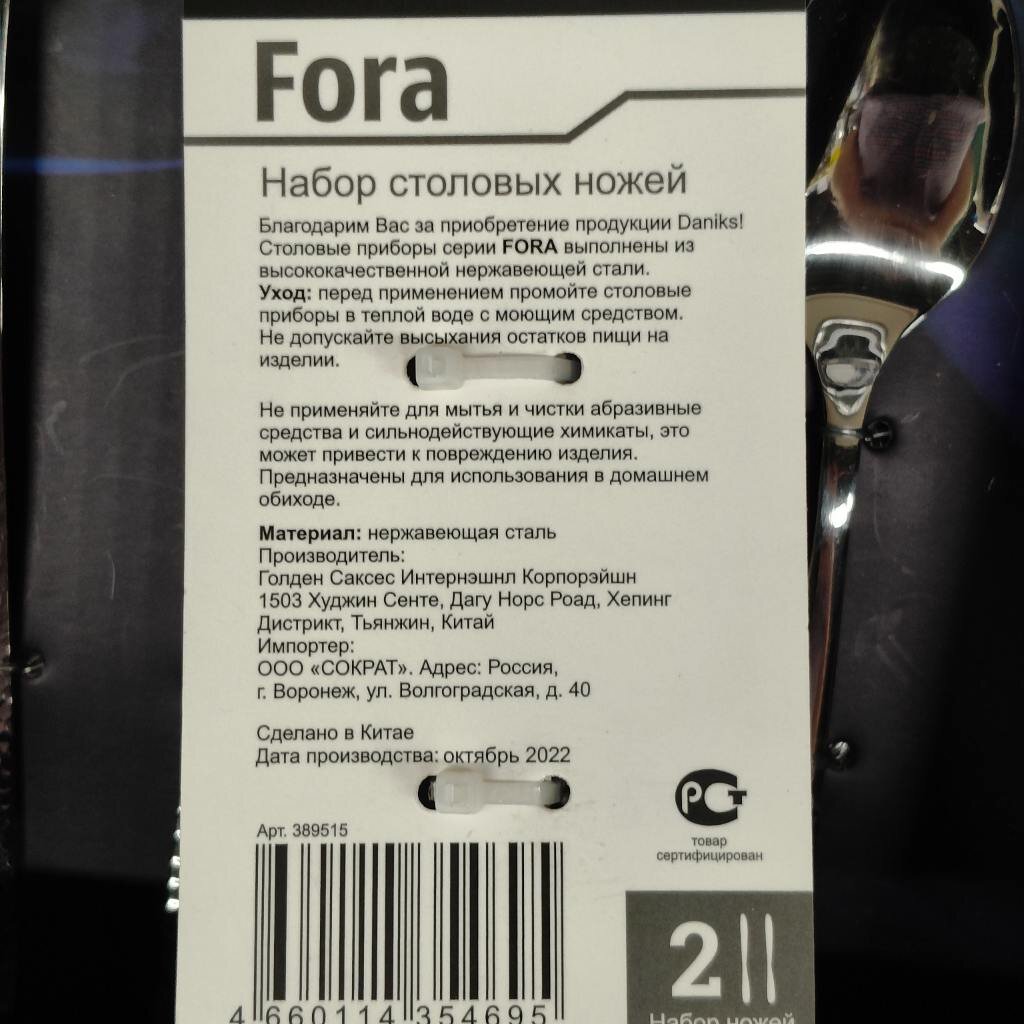 Fora
Набор столовых ножей
Благодарим Вас за приобретение продукции Daniks!
Столовые приборы серии FORA выполнены из
высококачественной нержавеющей стали.
Уход: перед применением промойте столовые
приборы в теплой воде с моющим средством.
Не допускайте высыхания остатков пищи на
изделии.
Не применяйте для мытья и чистки абразивные
средства и сильнодействующие химикаты, это
может привести к повреждению изделия.
Предназначены для использования в домашнем
обиходе.
Материал: нержавеющая сталь
Производитель:
Голден Саксес Интернэшнл Корпорэйшн
1503 Худжин Сенте, Дагу Норс Роад, Хепинг
Дистрикт, Тьянжин, Китай
Импортер:
ООО «СОКРАТ». Адрес: Россия,
г. Воронеж, ул. Волгоградская, д. 40
Сделано в Китае
Дата производства: октябрь 2022
РСТ
товар
сертифицирован
Арт. 389515
4 660114 354695
2
Набор ножей